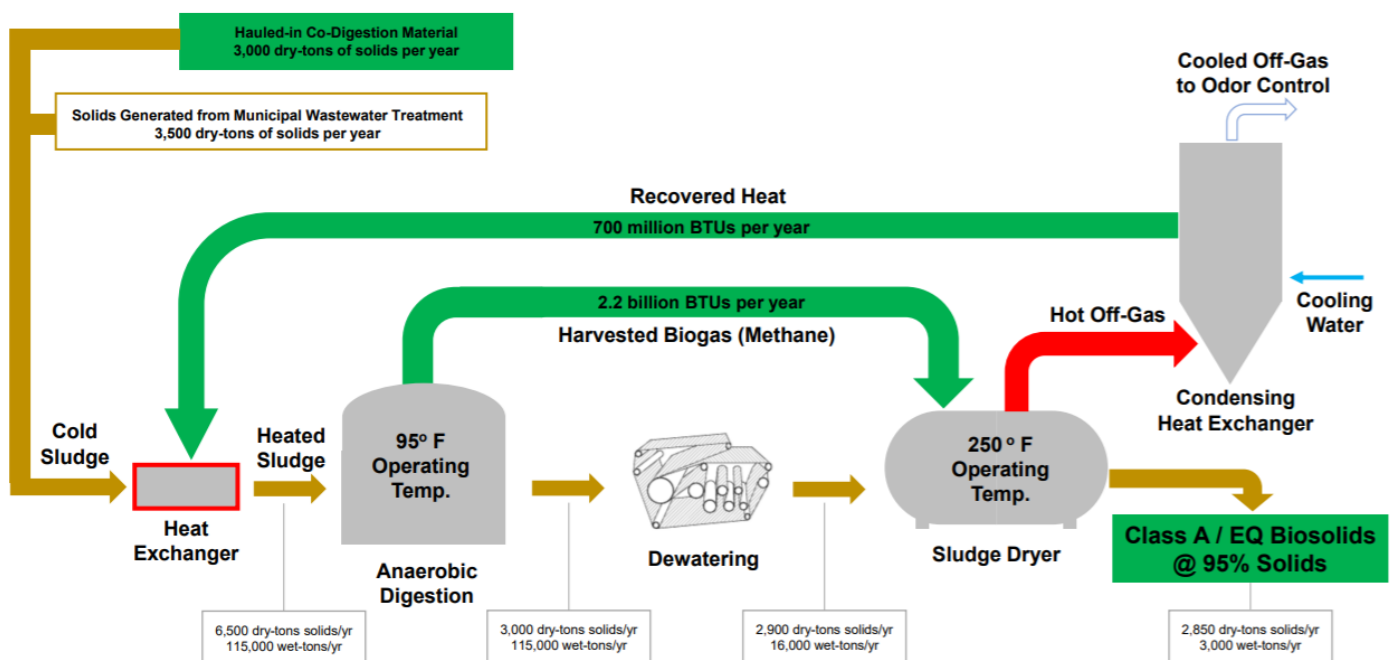 Hauled-in Co-Digestion Material
3,000 dry-tons of solids per year
Solids Generated from Municipal Wastewater Treatment
3,500 dry-tons of solids per year
Cooled Off-Gas
to Odor Control
Recovered Heat
700 million BTUs per year
2.2 billion BTUs per year
Harvested Biogas (Methane)
Hot Off-Gas
Cooling
Water
Condensing
Heat Exchanger
Cold
Sludge
Heated
Sludge
95° F
Operating
Temp.
250 ° F
Operating
Temp.
Heat
Exchanger
Anaerobic
Digestion
Dewatering
Sludge Dryer
Class A / EQ Biosolids
@ 95% Solids
6,500 dry-tons solids/yr
115,000 wet-tons/yr
3,000 dry-tons solids/yr
115,000 wet-tons/yr
2,900 dry-tons solids/yr
16,000 wet-tons/yr
2,850 dry-tons solids/yr
3,000 wet-tons/yr